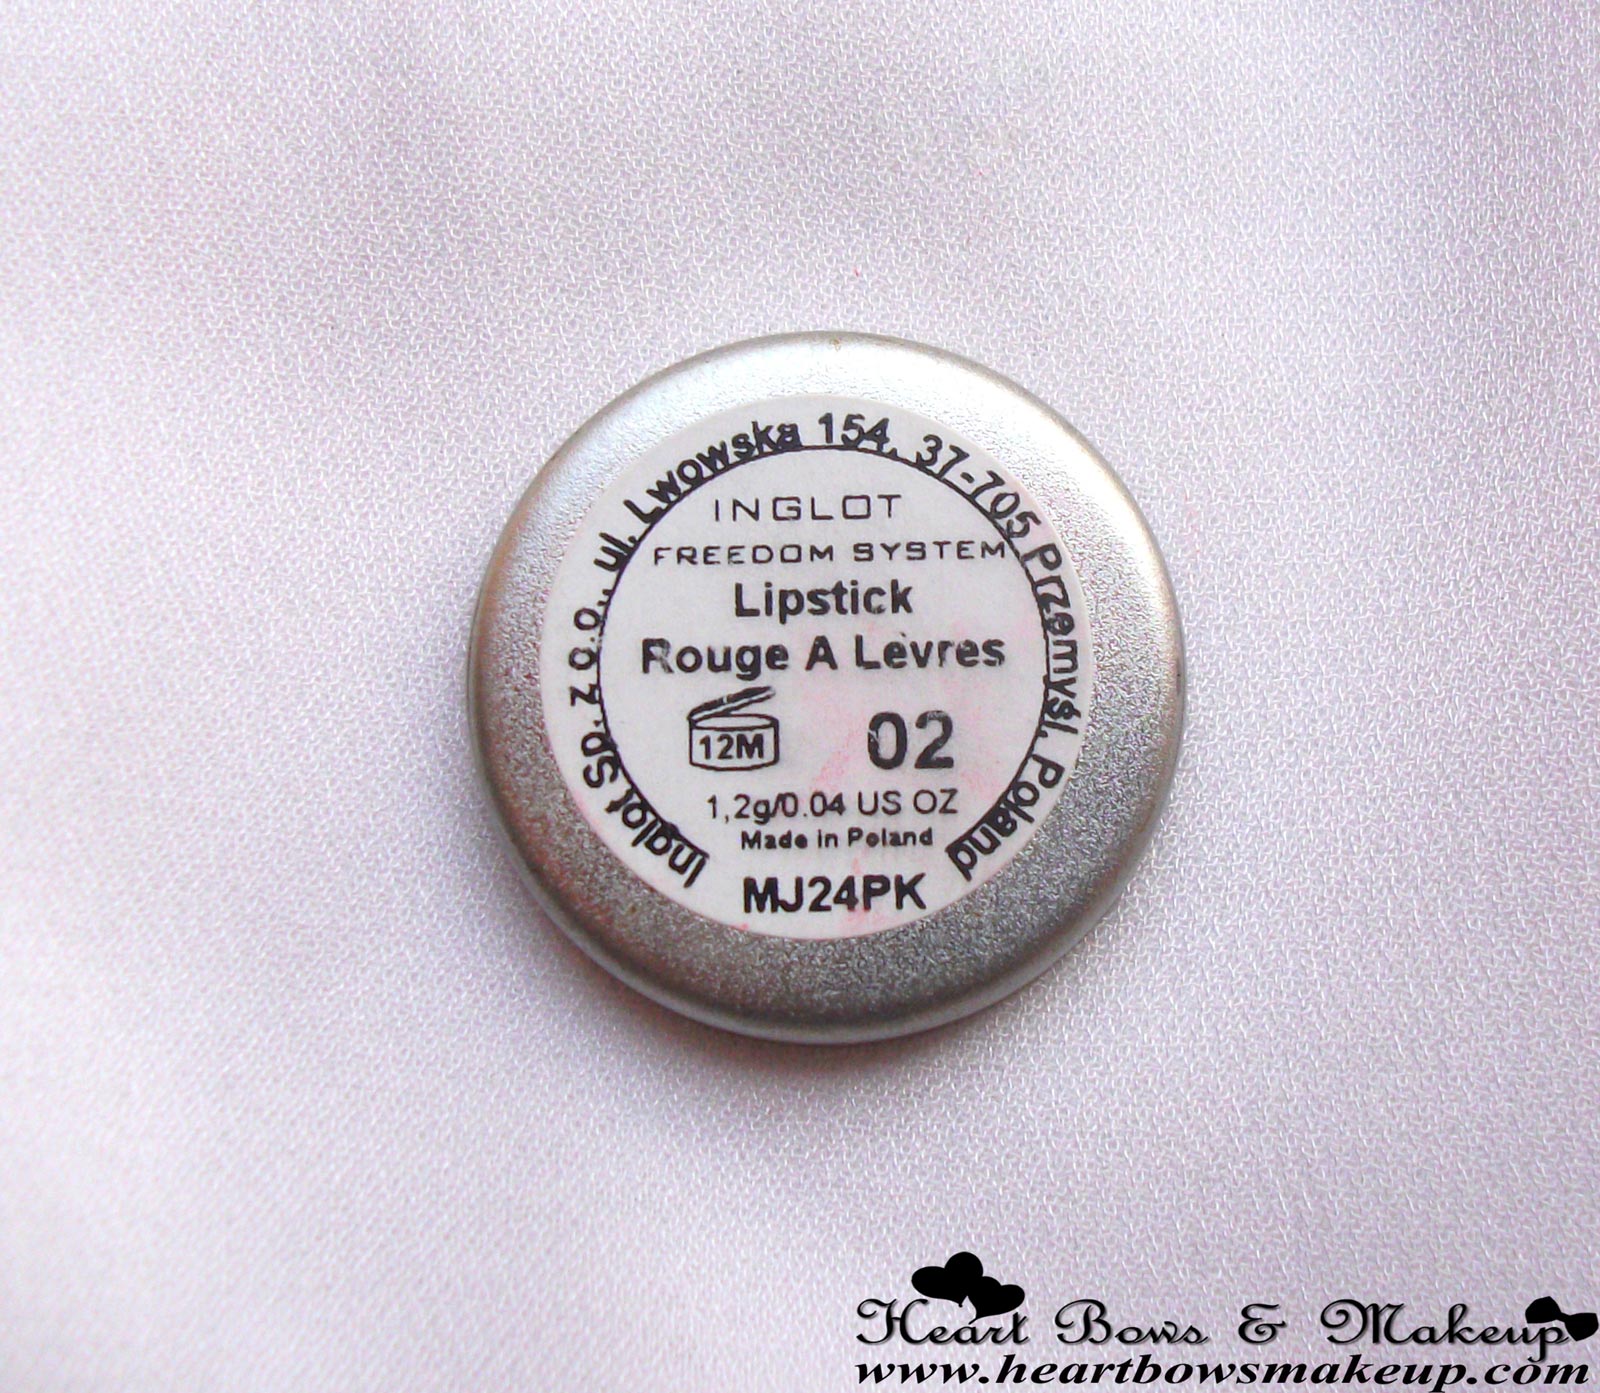 Inglot Sp. z o.o., ul. Lwowska 154, 37-705 Przemyśl, Poland
INGLOT
FREEDOM SYSTEM
Lipstick
Rouge A Lèvres
12M
02
1,2g/0.04 US OZ
Made in Poland
MJ24PK
Heart Bows & Makeup
www.heartbowsmakeup.com